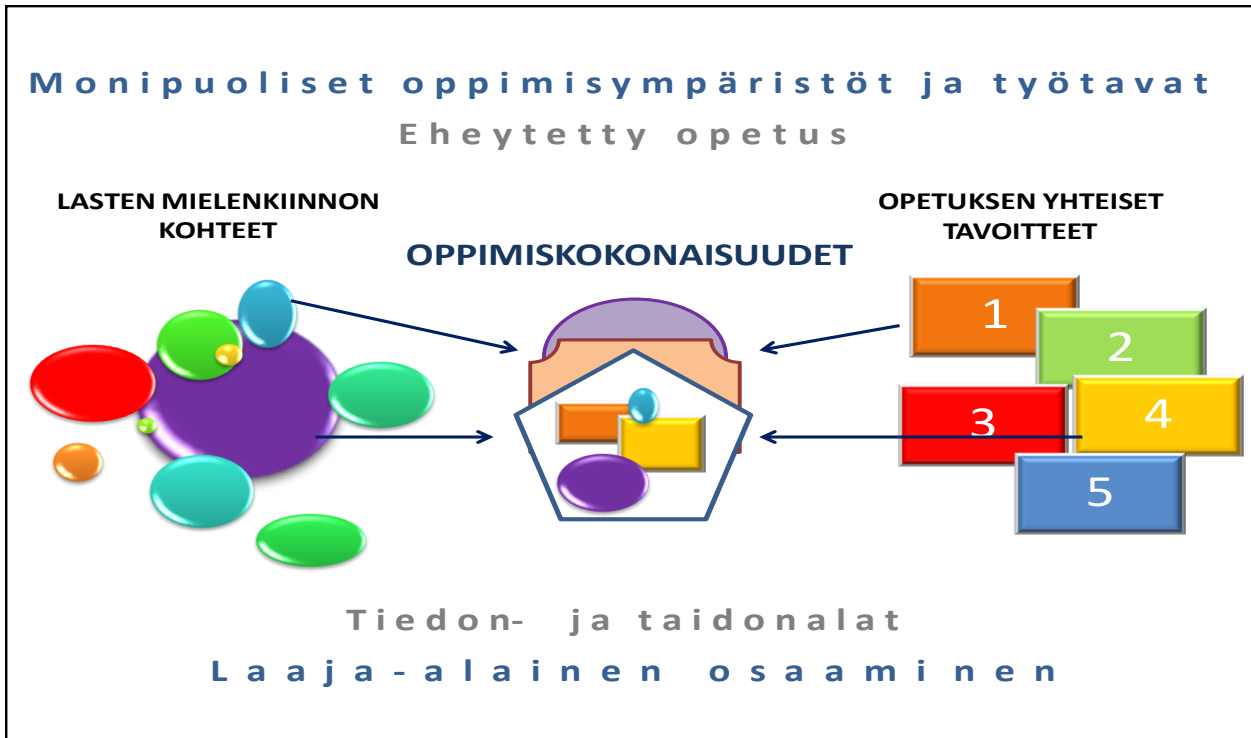 Monipuoliset oppimisympäristöt ja työtavat
Eheytetty opetus
LASTEN MIELENKIINNON
KOHTEET
OPPIMISKOKONAISUUDET
OPETUKSEN YHTEISET
TAVOITTEET
1
2
3
4
5
Tiedon- ja taidonalat
Laaja-alainen osaaminen